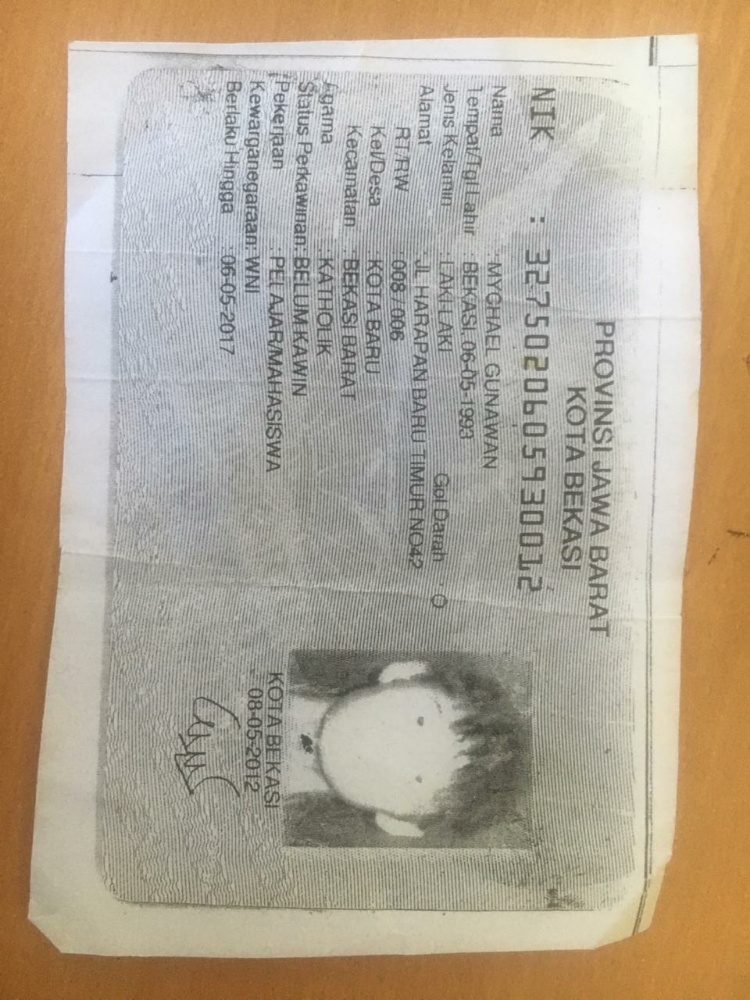 PROVINSI JAWA BARAT
KOTA BEKASI
NIK : 3275020605930012
Nama : MYCHAEL GUNAWAN
Tempat/Tgl Lahir : BEKASI, 06-05-1993
Jenis Kelamin : LAKI-LAKI Gol Darah O
Alamat : JL HARAPAN BARU TIMUR NO42
RT/RW : 008 / 006
Kel/Desa : KOTA BARU
Kecamatan : BEKASI BARAT
Agama : KATHOLIK
Status Perkawinan: BELUM KAWIN
Pekerjaan : PELAJAR/MAHASISWA
Kewarganegaraan: WNI
Berlaku Hingga : 06-05-2017
KOTA BEKASI
08-05-2012